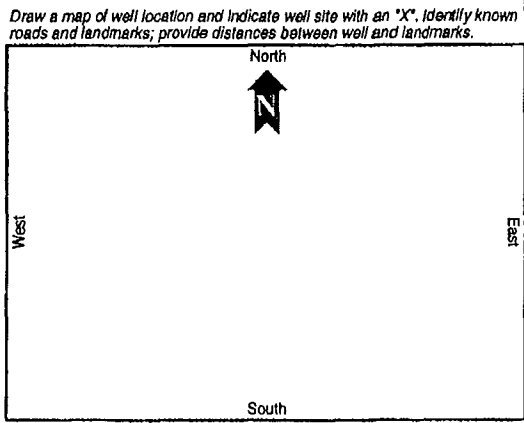 Draw a map of well location and indicate well site with an "X". Identify known
roads and landmarks; provide distances between well and landmarks.
North
N
West
East
South